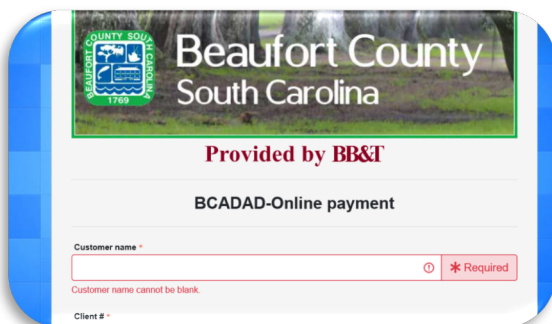 BEAUFORT COUNTY SOUTH CAROLINA
1769
Beaufort County
South Carolina
Provided by BB&T
BCADAD-Online payment
Customer name *
Required
Customer name cannot be blank.
Client # *